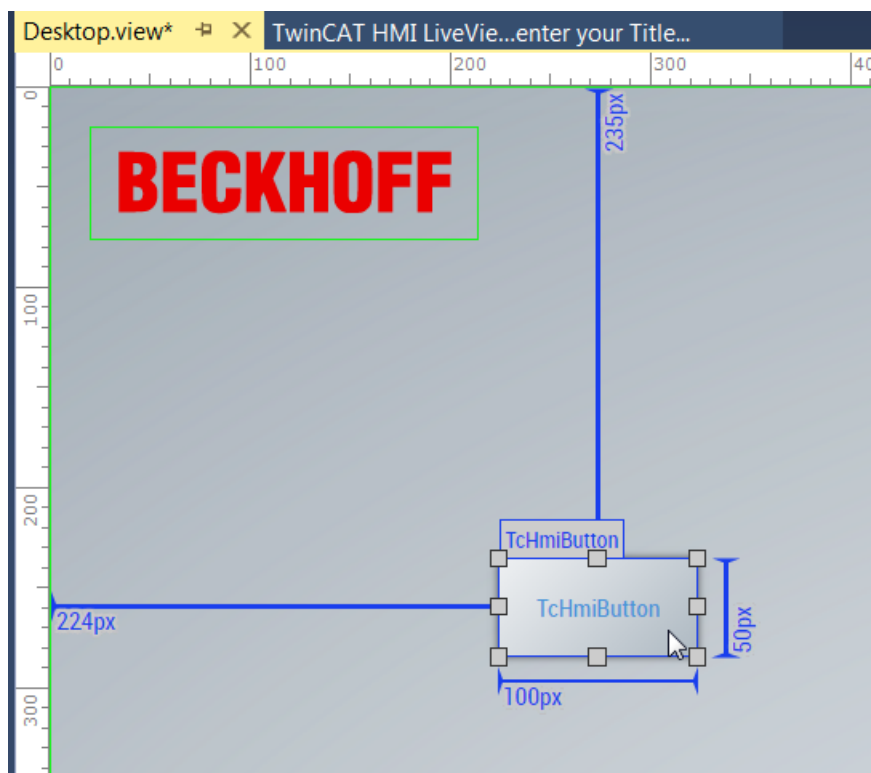 Desktop.view*
TwinCAT HMI LiveVie...enter your Title...
0
100
200
300
40
0
100
200
300
235px
BECKHOFF
TcHmiButton
TcHmiButton
224px
50px
100px